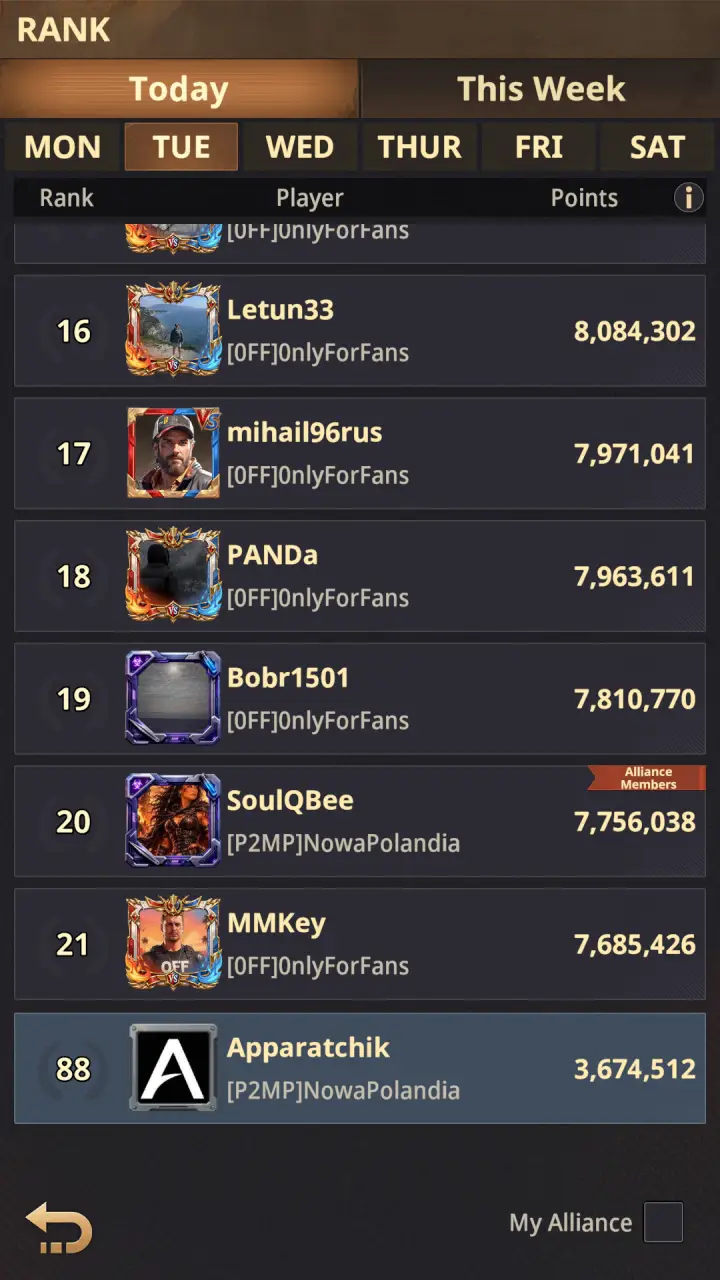 RANK
Today
This Week
MON
TUE
WED
THUR
FRI
SAT
Rank
Player
Points
[0FF]0nlyForFans
16
Letun33
[0FF]0nlyForFans
8,084,302
17
mihail96rus
[0FF]0nlyForFans
7,971,041
18
PANDa
[0FF]0nlyForFans
7,963,611
19
Bobr1501
[0FF]0nlyForFans
7,810,770
20
SoulQBee
[P2MP]NowaPolandia
Alliance
Members
7,756,038
21
OFF
MMKey
[0FF]0nlyForFans
7,685,426
88
A
Apparatchik
[P2MP]NowaPolandia
3,674,512
My Alliance